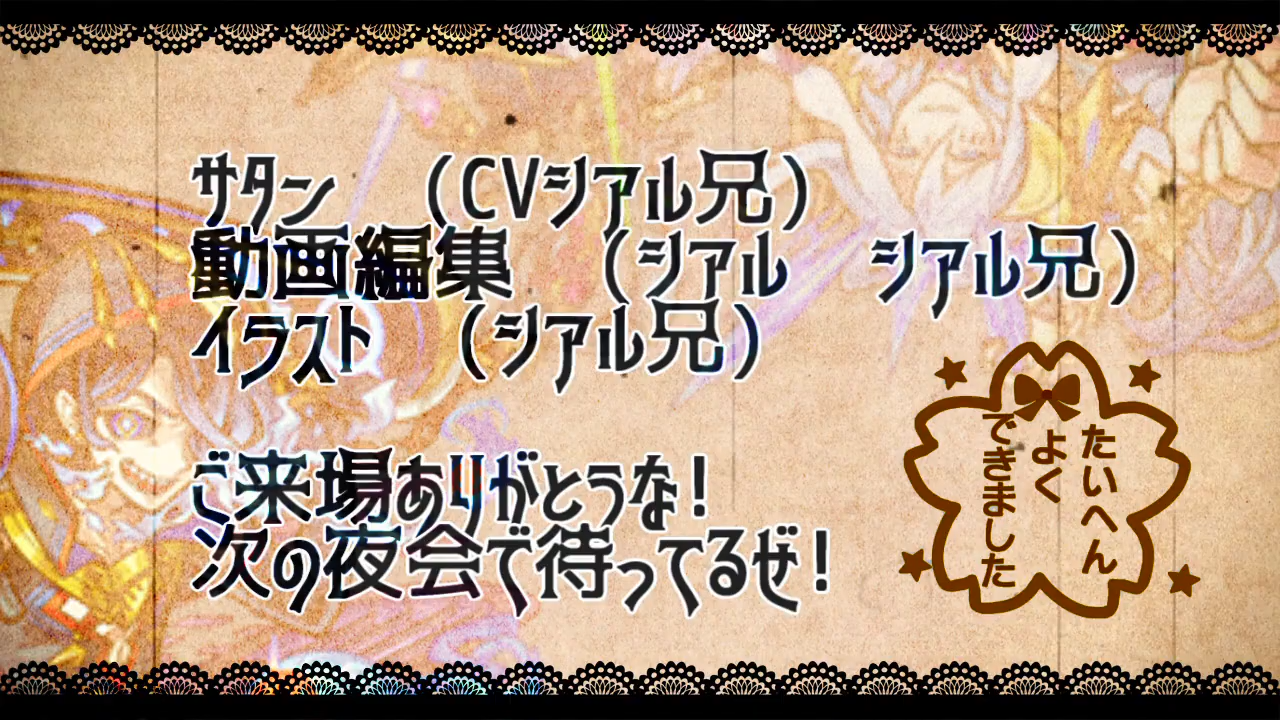 サタン　（CVシアル兄）
動画編集　（シアル　シアル兄）
イラスト　（シアル兄）
ご来場ありがとうな！
次の夜会で待ってるぜ！
たいへん
よく
できました